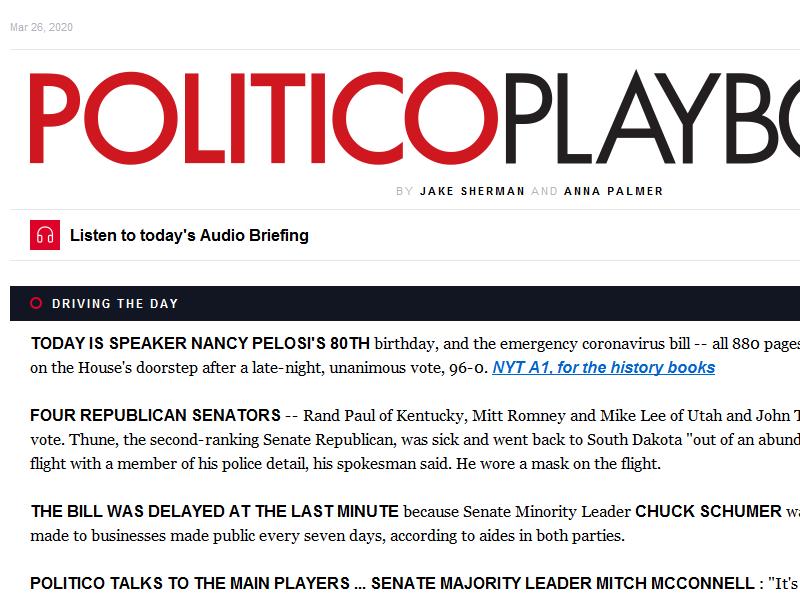 Mar 26, 2020
POLITICOPLAYBO
BY JAKE SHERMAN AND ANNA PALMER
Listen to today's Audio Briefing
DRIVING THE DAY
TODAY IS SPEAKER NANCY PELOSI'S 80TH birthday, and the emergency coronavirus bill -- all 880 pages
on the House's doorstep after a late-night, unanimous vote, 96-0. NYT A1, for the history books
FOUR REPUBLICAN SENATORS -- Rand Paul of Kentucky, Mitt Romney and Mike Lee of Utah and John T
vote. Thune, the second-ranking Senate Republican, was sick and went back to South Dakota "out of an abund
flight with a member of his police detail, his spokesman said. He wore a mask on the flight.
THE BILL WAS DELAYED AT THE LAST MINUTE because Senate Minority Leader CHUCK SCHUMER wa
made to businesses made public every seven days, according to aides in both parties.
POLITICO TALKS TO THE MAIN PLAYERS ... SENATE MAJORITY LEADER MITCH MCCONNELL : "It's